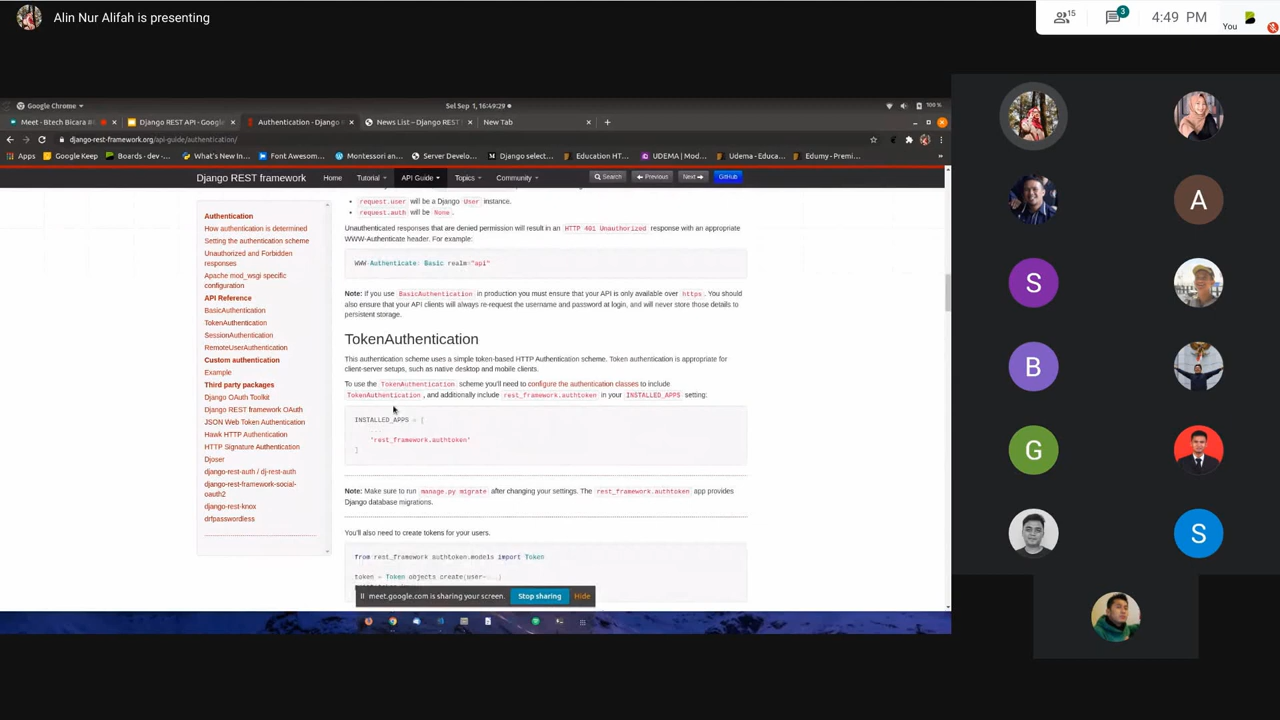 Alin Nur Alifah is presenting
15
3
4:49 PM
You
Google Chrome
Sel Sep 1, 16:49:29
100 %
Meet - Btech Bicara #
Django REST API - Google
Authentication - Django
News List – Django REST
New Tab
django-rest-framework.org/api-guide/authentication/
Apps
Google Keep
Boards - dev -...
What's New In...
Font Awesom...
Montessori an...
Server Develo...
Django select...
Education HT...
UDEMA | Mod...
Udema - Educa...
Edumy - Premi...
Django REST framework
Home
Tutorial
API Guide
Topics
Community
Search
Previous
Next
GitHub
Authentication
How authentication is determined
Setting the authentication scheme
Unauthorized and Forbidden
responses
Apache mod_wsgi specific
configuration
API Reference
BasicAuthentication
TokenAuthentication
SessionAuthentication
RemoteUserAuthentication
Custom authentication
Example
Third party packages
Django OAuth Toolkit
Django REST framework OAuth
JSON Web Token Authentication
Hawk HTTP Authentication
HTTP Signature Authentication
Djoser
django-rest-auth / dj-rest-auth
django-rest-framework-social-
oauth2
django-rest-knox
drfpasswordless
request.user will be a Django User instance.
request.auth will be None.
Unauthenticated responses that are denied permission will result in an HTTP 401 Unauthorized response with an appropriate
WWW-Authenticate header. For example:
WWW-Authenticate: Basic realm="api"
Note: If you use BasicAuthentication in production you must ensure that your API is only available over https. You should
also ensure that your API clients will always re-request the username and password at login, and will never store those details to
persistent storage.
TokenAuthentication
This authentication scheme uses a simple token-based HTTP Authentication scheme. Token authentication is appropriate for
client-server setups, such as native desktop and mobile clients.
To use the TokenAuthentication scheme you'll need to configure the authentication classes to include
TokenAuthentication, and additionally include rest_framework.authtoken in your INSTALLED_APPS setting:
INSTALLED_APPS = [
...
'rest_framework.authtoken'
]
Note: Make sure to run manage.py migrate after changing your settings. The rest_framework.authtoken app provides
Django database migrations.
You'll also need to create tokens for your users.
from rest_framework.authtoken.models import Token
token = Token.objects.create(user=...)
meet.google.com is sharing your screen.
Stop sharing
Hide
A
S
B
G
S